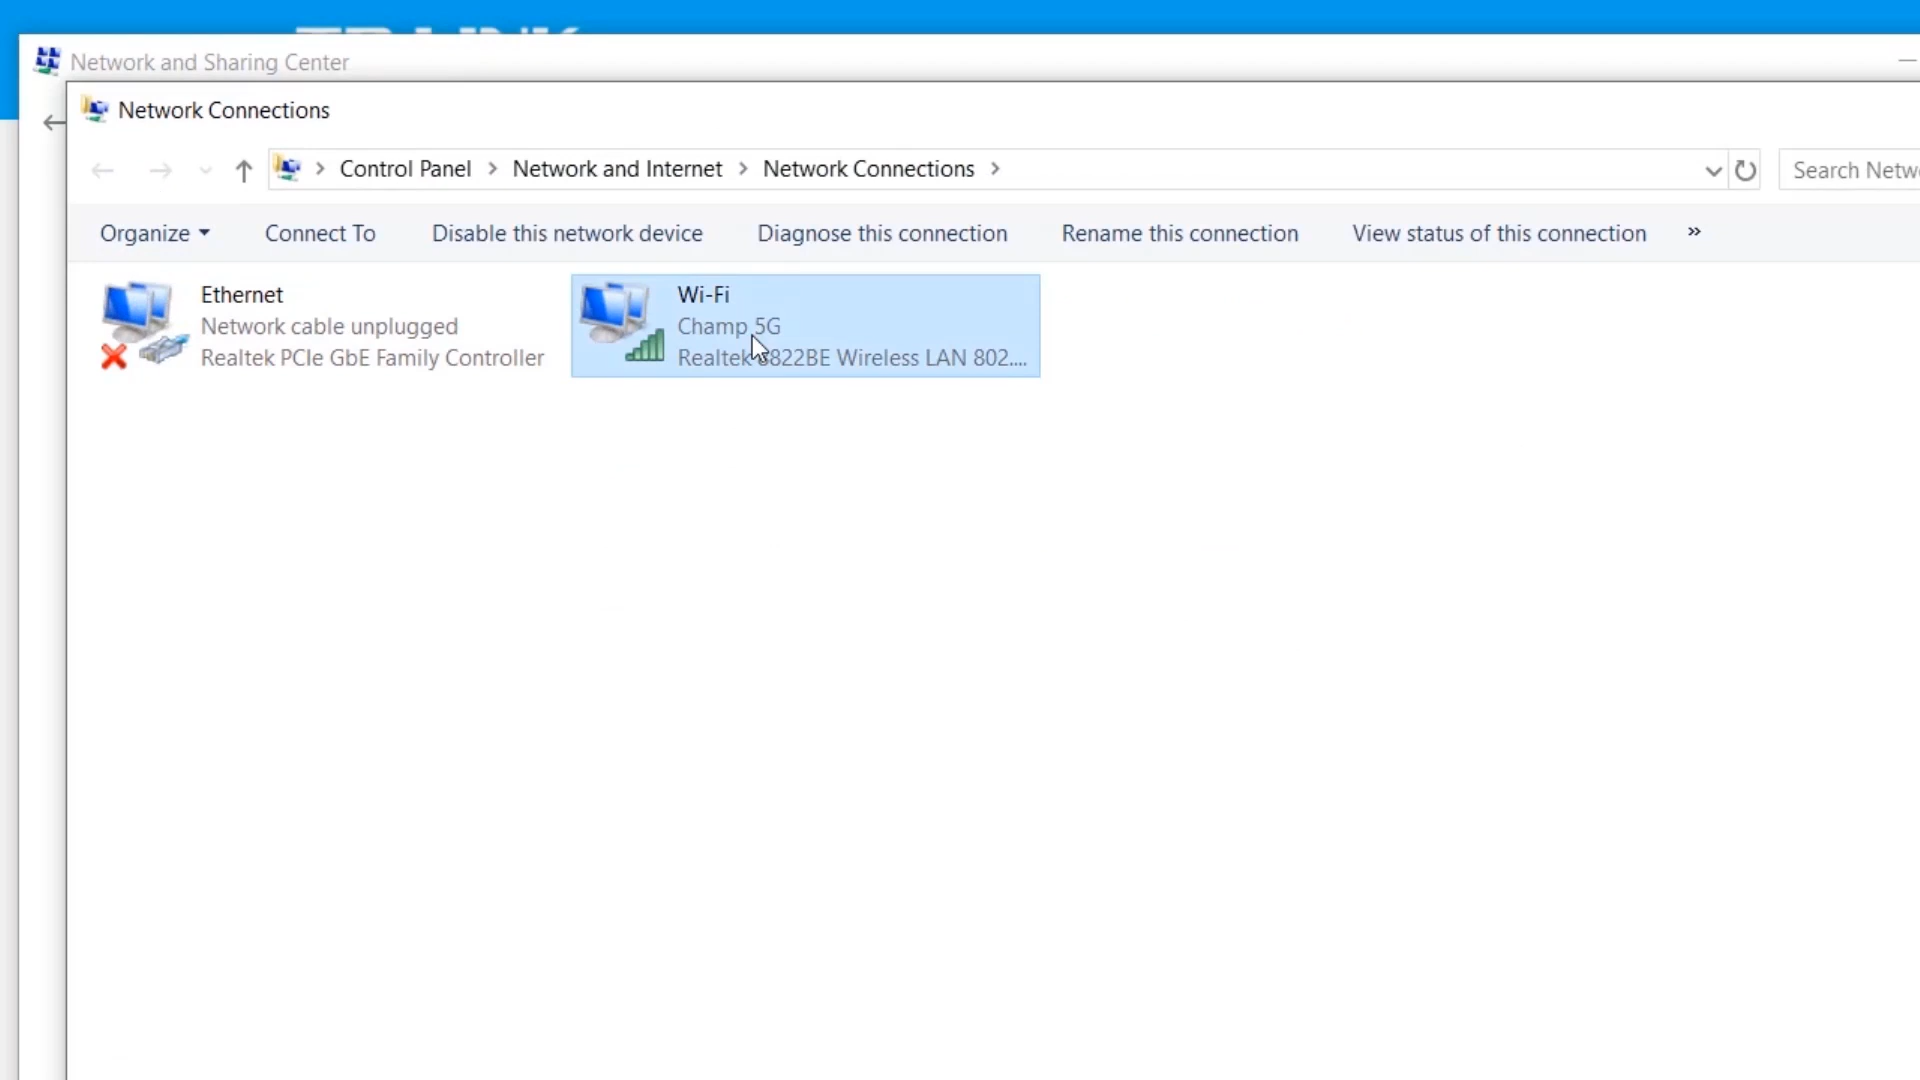 Network and Sharing Center
Network Connections
Control Panel > Network and Internet > Network Connections >
Search Netw
Organize Connect To Disable this network device Diagnose this connection Rename this connection View status of this connection »
Ethernet
Network cable unplugged
Realtek PCIe GbE Family Controller
Wi-Fi
Champ 5G
Realtek 8822BE Wireless LAN 802....